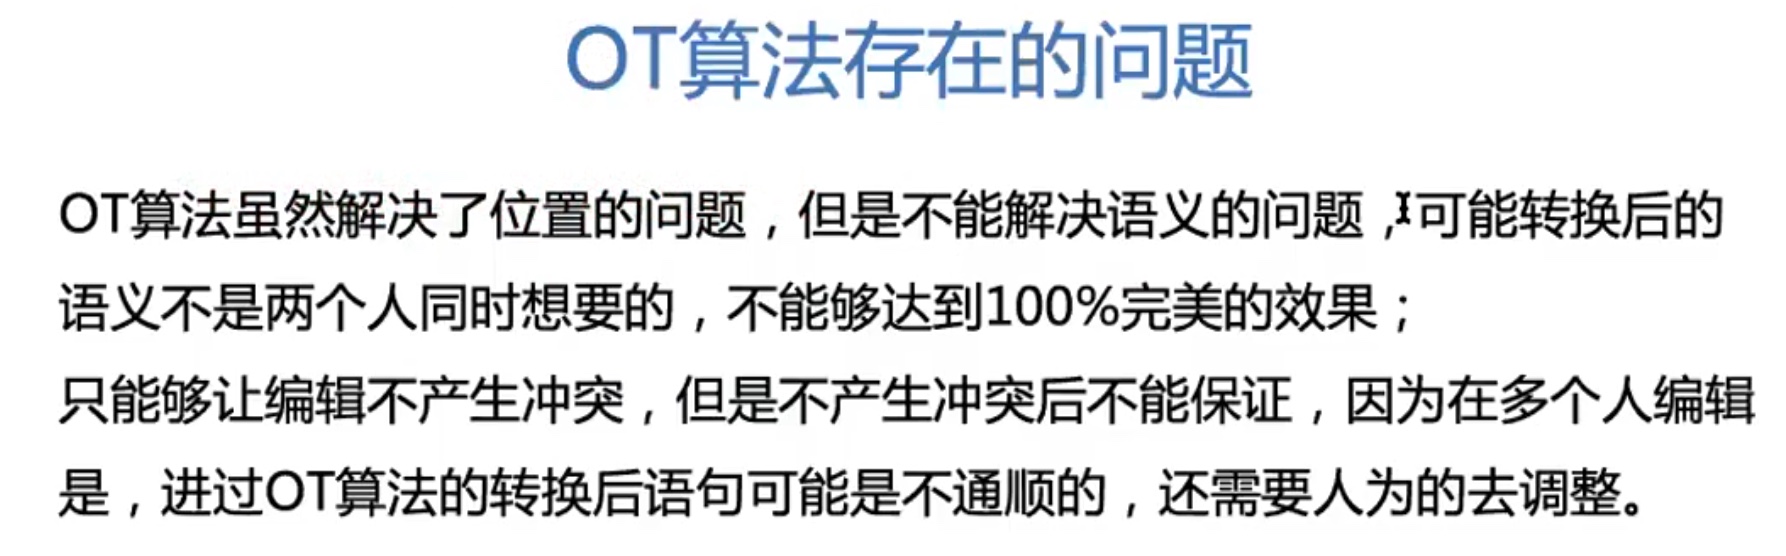 OT算法存在的问题
OT算法虽然解决了位置的问题，但是不能解决语义的问题，可能转换后的
语义不是两个人同时想要的，不能够达到100%完美的效果；
只能够让编辑不产生冲突，但是不产生冲突后不能保证，因为在多个人编辑
是，进过OT算法的转换后语句可能是不通顺的，还需要人为的去调整。